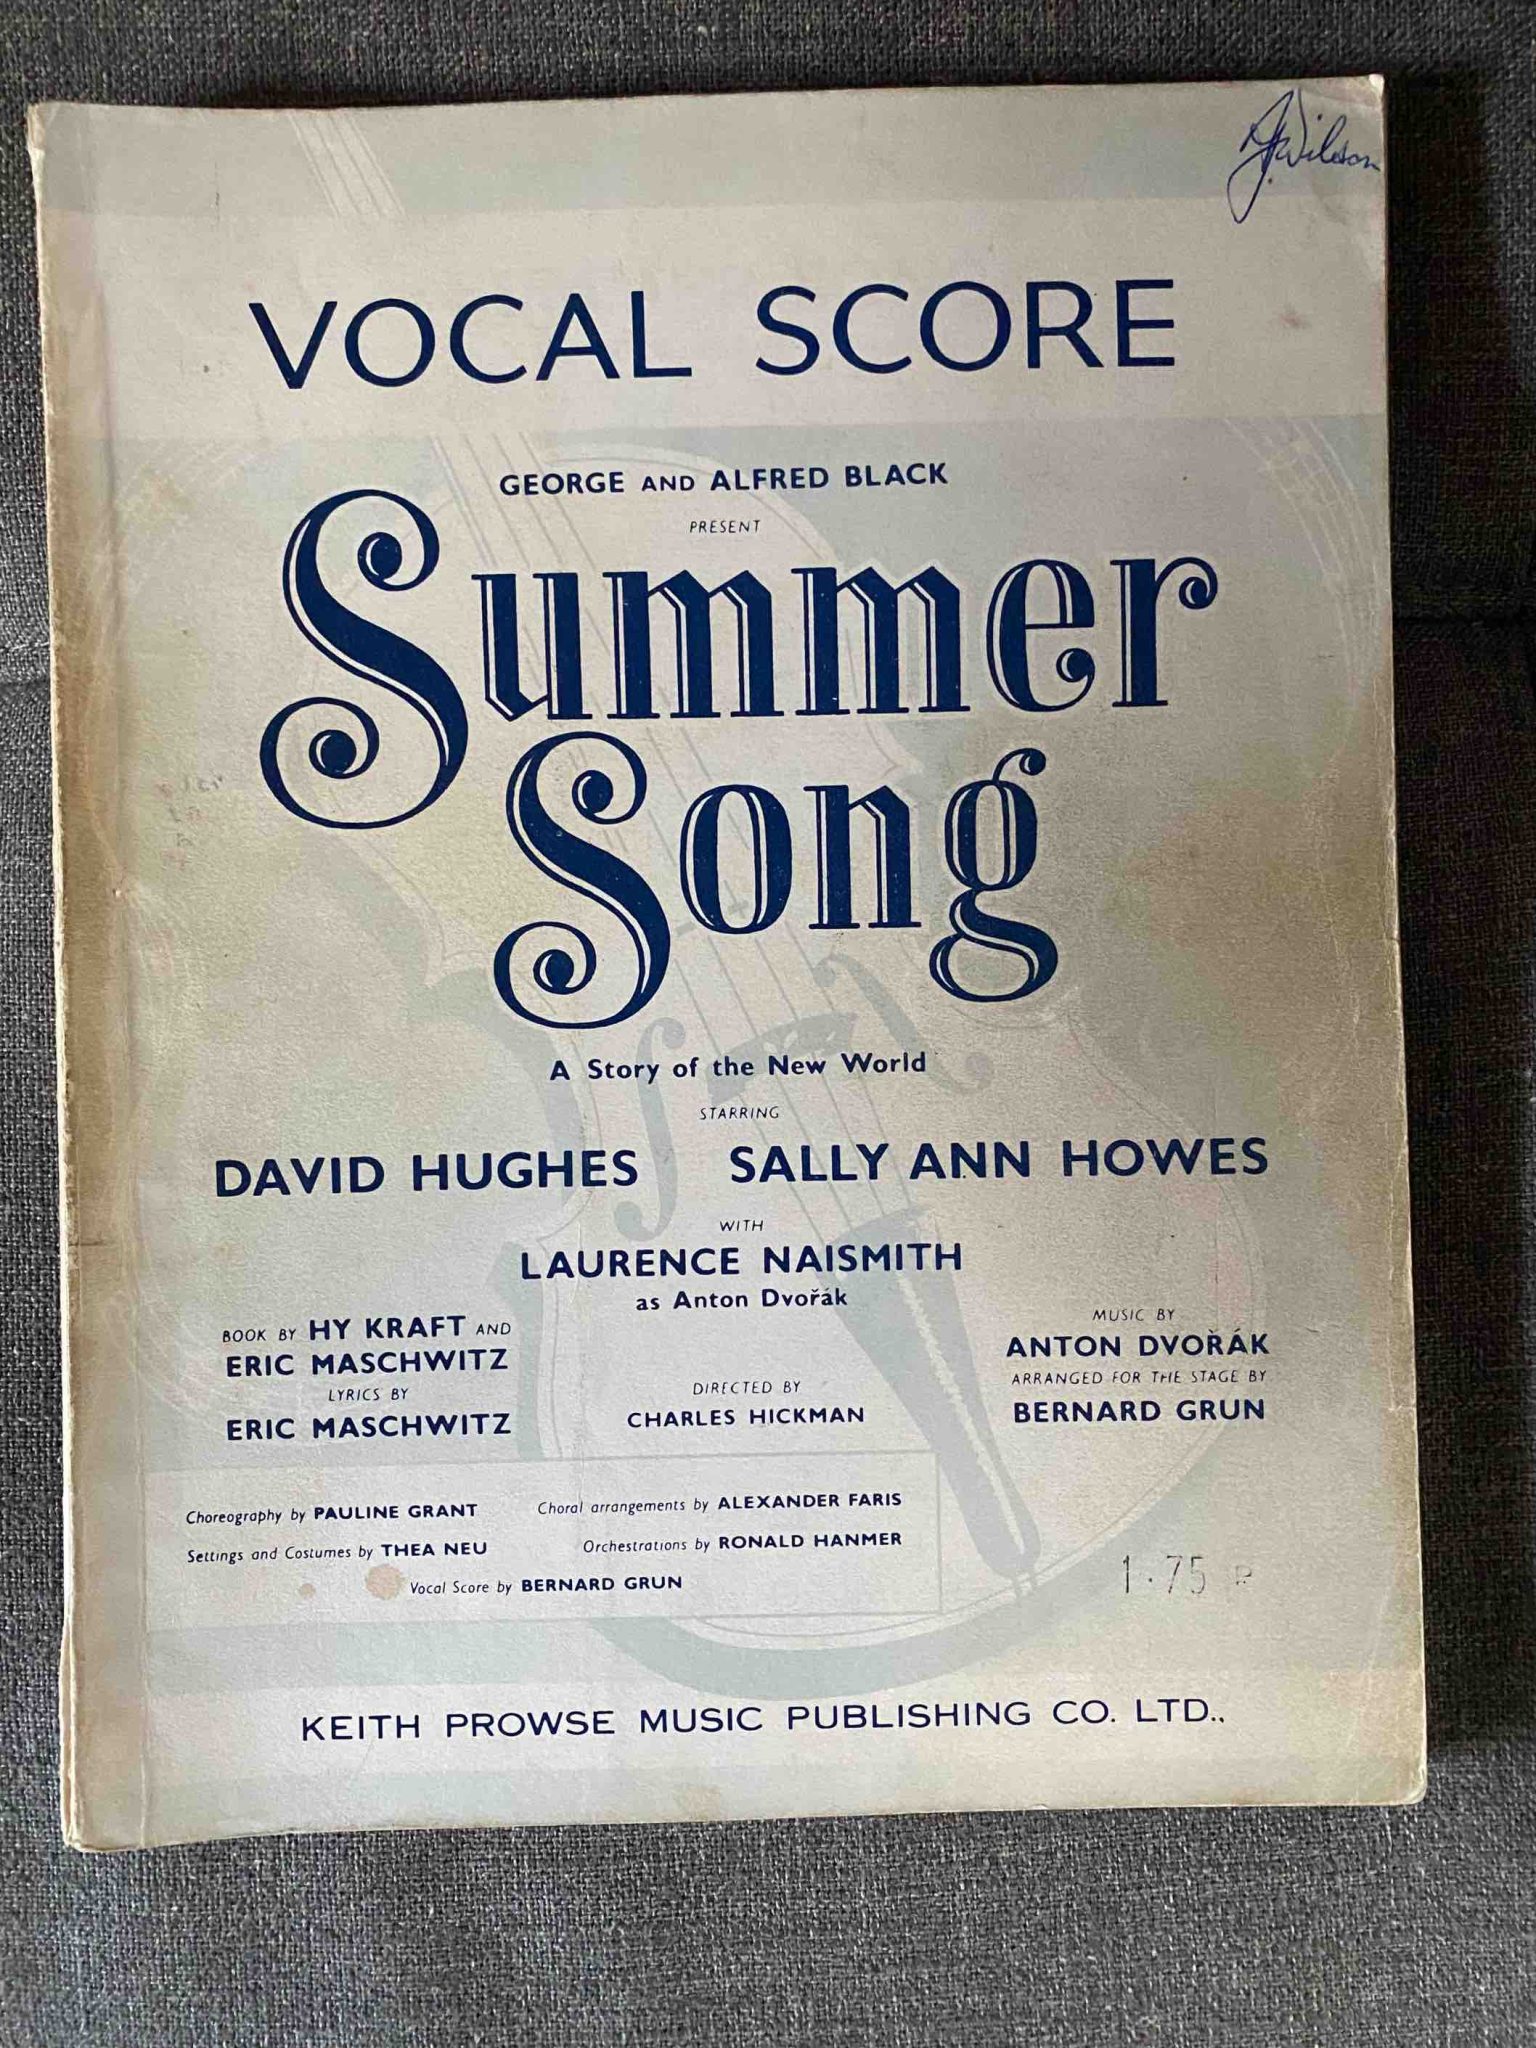 J. Wilson
VOCAL SCORE
GEORGE AND ALFRED BLACK
PRESENT
Summer
Song
A Story of the New World
STARRING
DAVID HUGHES SALLY ANN HOWES
WITH
LAURENCE NAISMITH
as Anton Dvořák
BOOK BY HY KRAFT AND
ERIC MASCHWITZ
LYRICS BY
ERIC MASCHWITZ
DIRECTED BY
CHARLES HICKMAN
MUSIC BY
ANTON DVOŘÁK
ARRANGED FOR THE STAGE BY
BERNARD GRUN
Choreography by PAULINE GRANT Choral arrangements by ALEXANDER FARIS
Settings and Costumes by THEA NEU Orchestrations by RONALD HANMER
Vocal Score by BERNARD GRUN
1.75 P
KEITH PROWSE MUSIC PUBLISHING CO. LTD.,